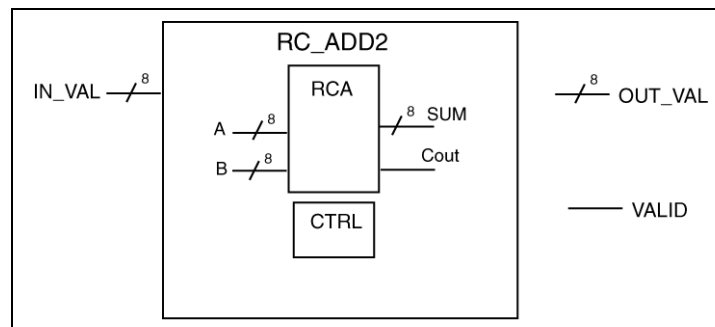 RC_ADD2
IN_VAL
8
RCA
8
OUT_VAL
A
8
8
SUM
B
8
Cout
CTRL
VALID